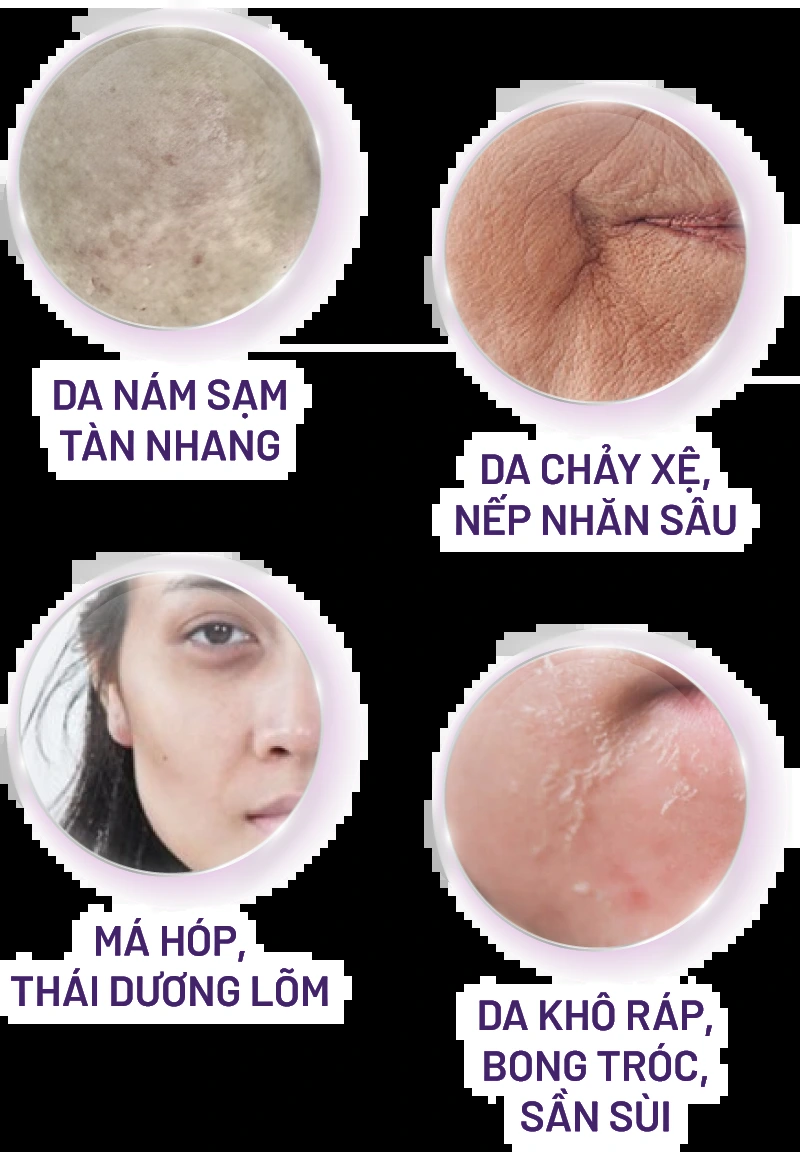 DA NÁM SẠM
TÀN NHANG
DA CHẢY XỆ,
NẾP NHĂN SÂU
MÁ HÓP,
THÁI DƯƠNG LÕM
DA KHÔ RÁP,
BONG TRÓC,
SẦN SÙI